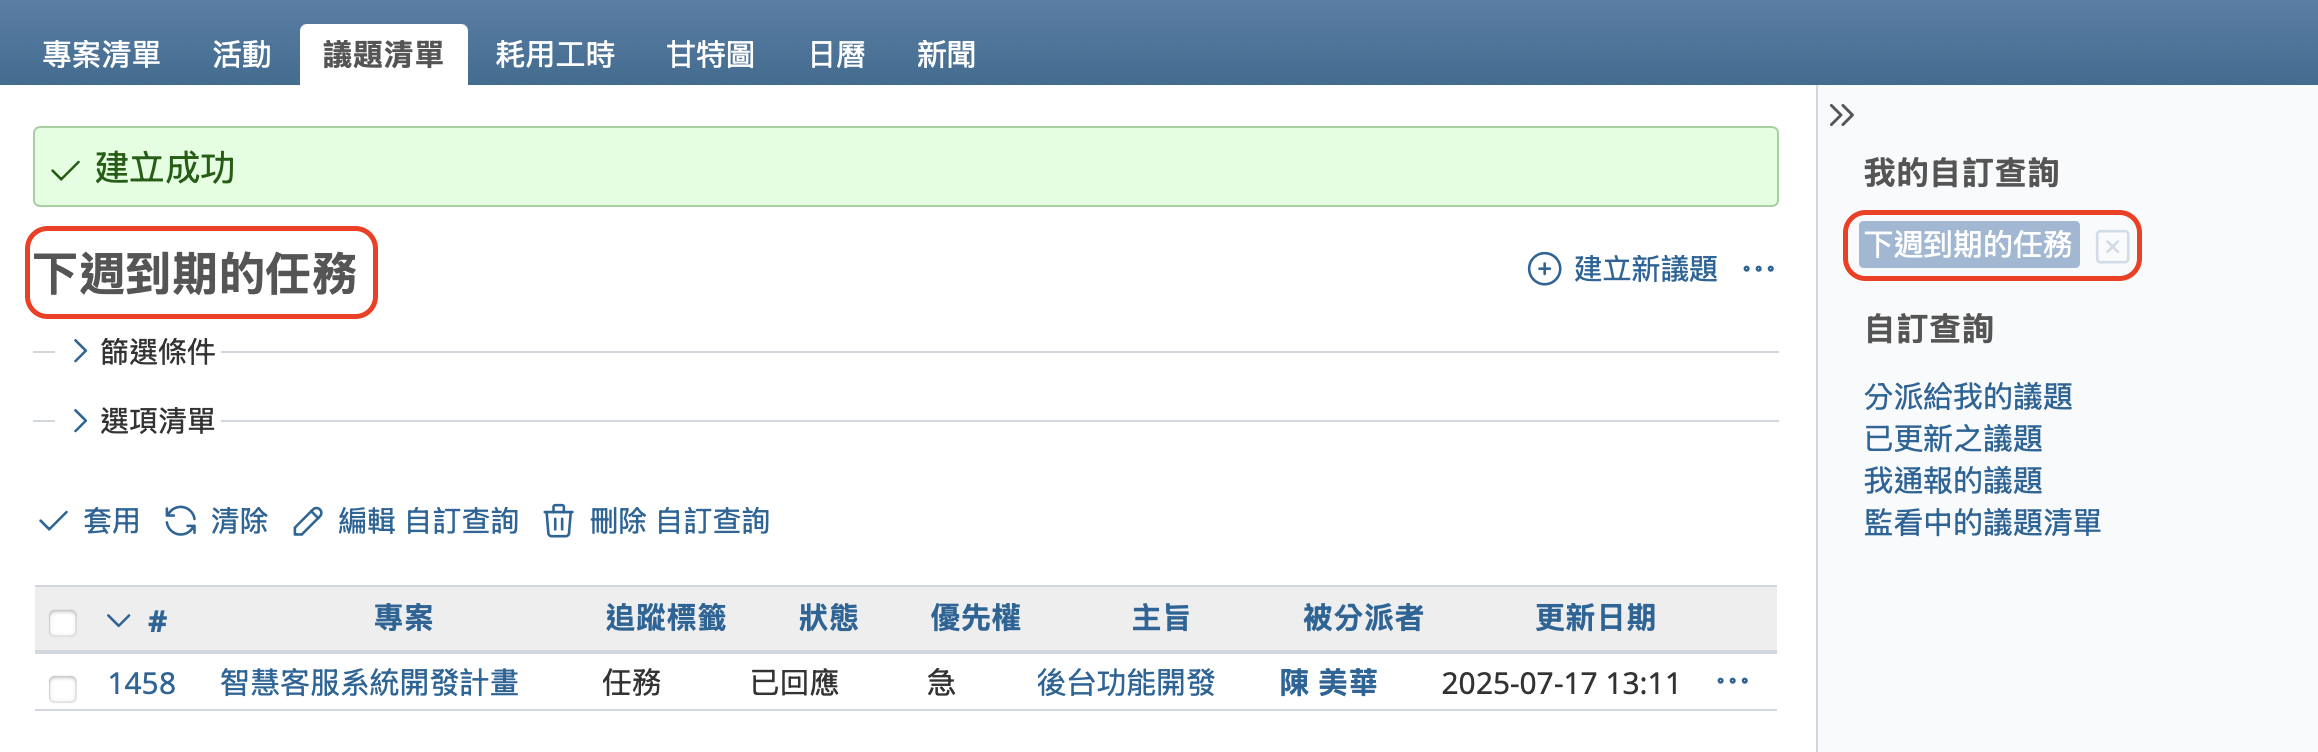 專案清單 活動 議題清單 耗用工時 甘特圖 日曆 新聞
建立成功
下週到期的任務
建立新議題
篩選條件
選項清單
套用 清除 編輯 自訂查詢 刪除 自訂查詢
# 專案 追蹤標籤 狀態 優先權 主旨 被分派者 更新日期
1458 智慧客服系統開發計畫 任務 已回應 急 後台功能開發 陳 美華 2025-07-17 13:11
我的自訂查詢
下週到期的任務
自訂查詢
分派給我的議題
已更新之議題
我通報的議題
監看中的議題清單